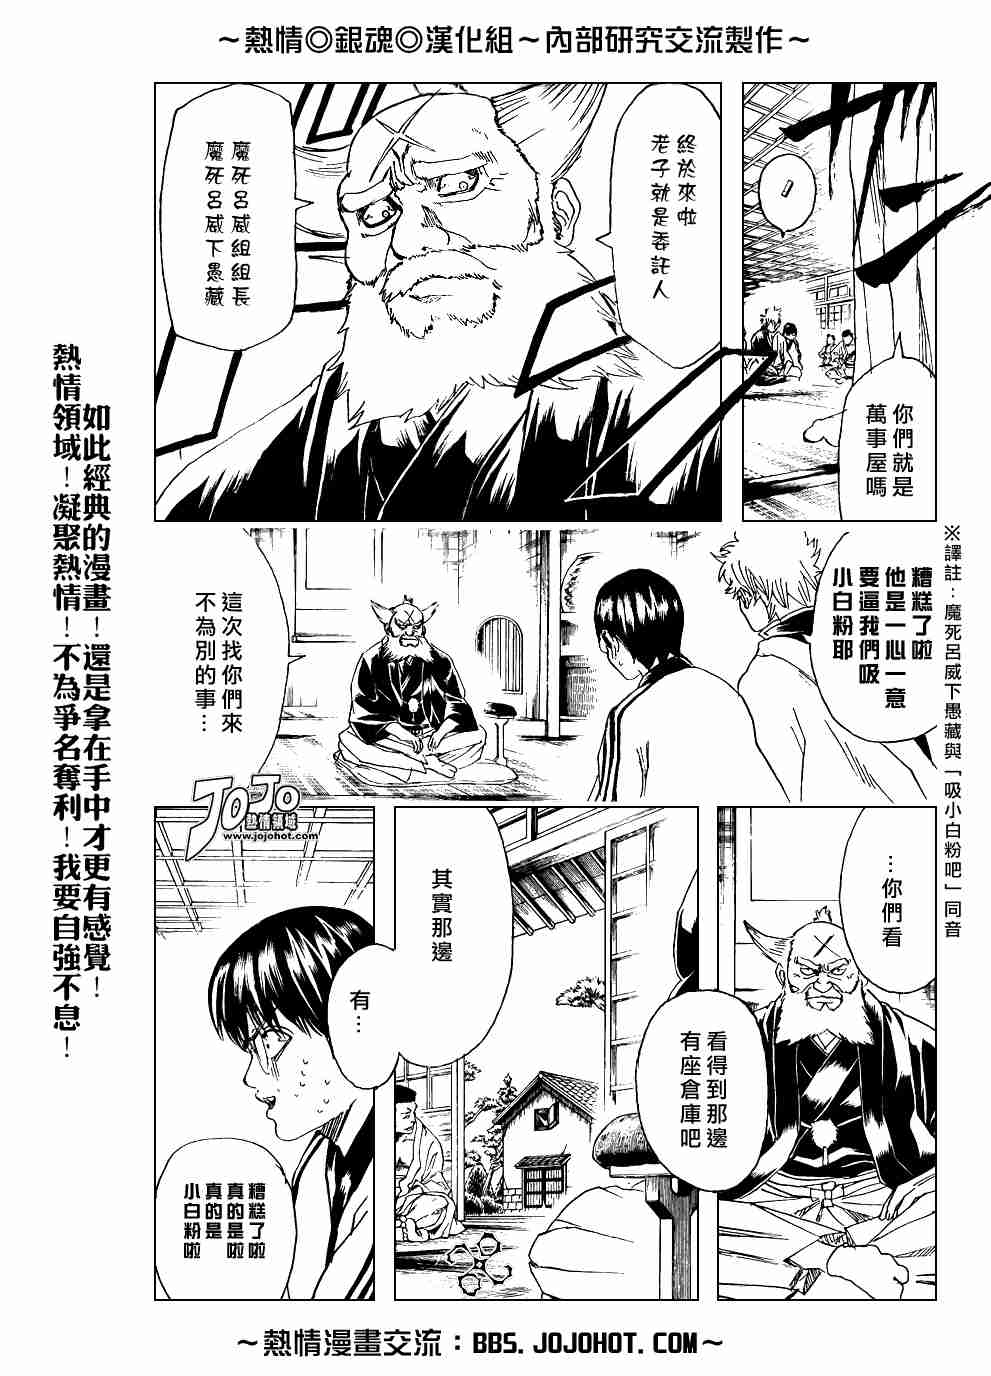 ～熱情◎銀魂◎漢化組～內部研究交流製作～
！
你們就是
萬事屋嗎
終於來啦
老子就是委託人
魔死呂威組組長
魔死呂威下愚藏
糟糕了啦
他是一心一意
要逼我們吸
小白粉耶
這次找你們來
不為別的事…
※譯註：魔死呂威下愚藏與「吸小白粉吧」同音
…你們看
看得到那邊
有座倉庫吧
其實那邊
有…
糟糕了啦
真的是啦
真的是
小白粉啦
如此經典的漫畫！還是拿在手中才更有感覺！
熱情領域！凝聚熱情！不為爭名奪利！我要自強不息！
JOJO
熱情領域
www.jojohot.com
～熱情漫畫交流：BBS.JOJOHOT.COM～